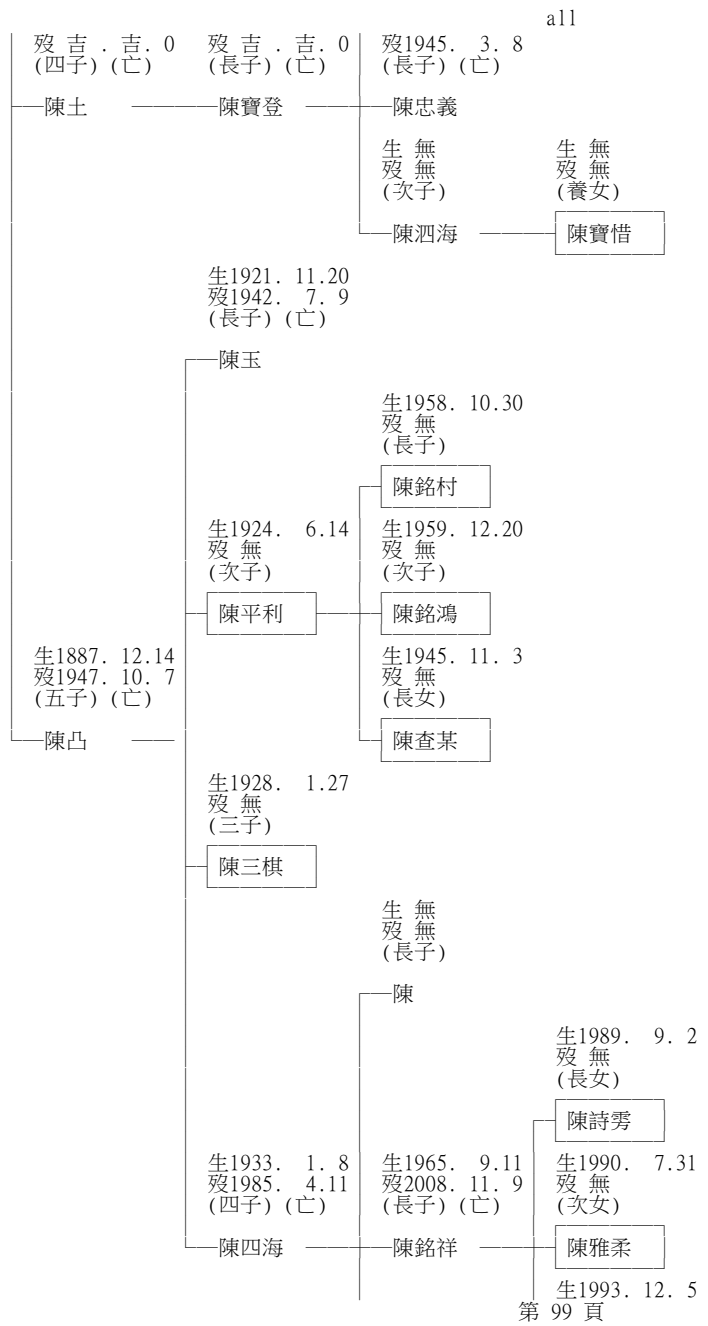 all
歿 吉 . 吉. 0 歿 吉 . 吉. 0 歿1945. 3. 8
(四子)(亡) (長子)(亡) (長子)(亡)
陳土 陳寶登 陳忠義
生 無 生 無
歿 無 歿 無
(次子) (養女)
陳泗海 陳寶惜
生1921. 11.20
歿1942. 7. 9
(長子)(亡)
陳玉
生1958. 10.30
歿 無
(長子)
陳銘村
生1924. 6.14 生1959. 12.20
歿 無 歿 無
(次子) (次子)
陳平利 陳銘鴻
生1887. 12.14 生1945. 11. 3
歿1947. 10. 7 歿 無
(五子)(亡) (長女)
陳凸 陳查某
生1928. 1.27
歿 無
(三子)
陳三棋
生 無
歿 無
(長子)
陳
生1989. 9. 2
歿 無
(長女)
陳詩雱
生1933. 1. 8 生1965. 9.11 生1990. 7.31
歿1985. 4.11 歿2008. 11. 9 歿 無
(四子)(亡) (長子)(亡) (次女)
陳四海 陳銘祥 陳雅柔
生1993. 12. 5
第 99 頁